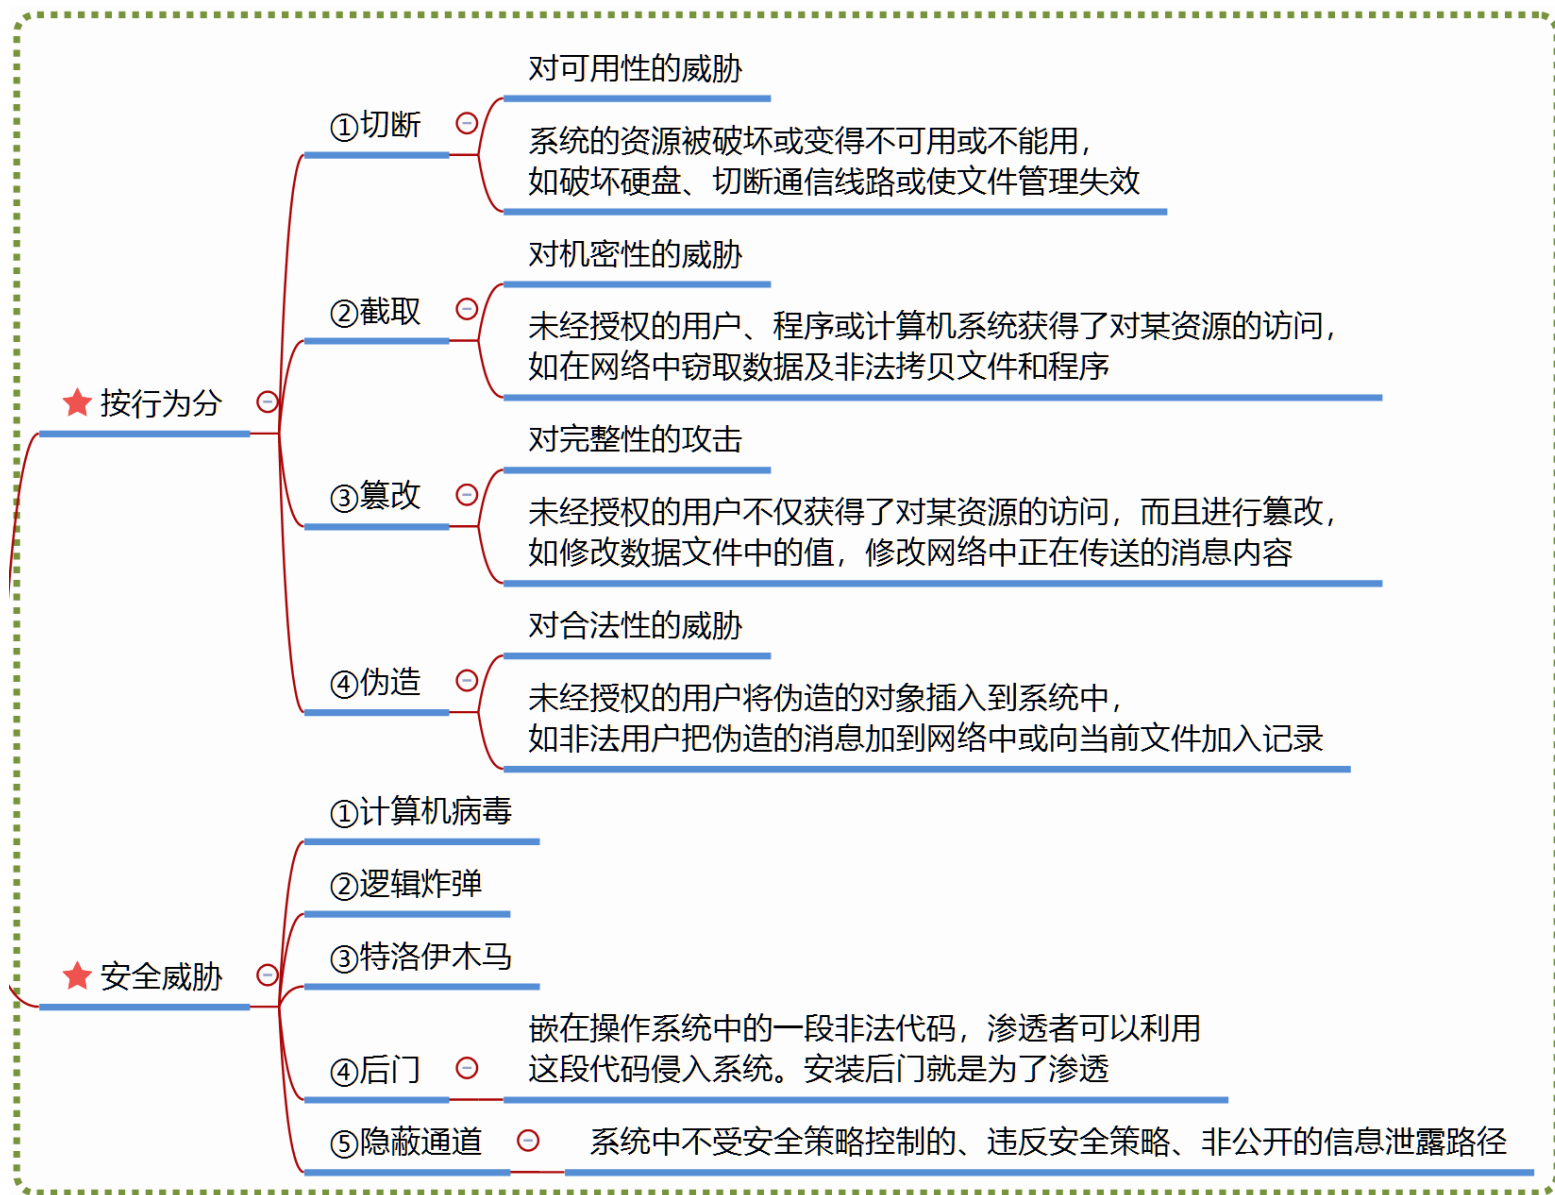 ★ 按行为分
①切断
对可用性的威胁
系统的资源被破坏或变得不可用或不能用，
如破坏硬盘、切断通信线路或使文件管理失效
②截取
对机密性的威胁
未经授权的用户、程序或计算机系统获得了对某资源的访问，
如在网络中窃取数据及非法拷贝文件和程序
③篡改
对完整性的攻击
未经授权的用户不仅获得了对某资源的访问，而且进行篡改，
如修改数据文件中的值，修改网络中正在传送的消息内容
④伪造
对合法性的威胁
未经授权的用户将伪造的对象插入到系统中，
如非法用户把伪造的消息加到网络中或向当前文件加入记录
★ 安全威胁
①计算机病毒
②逻辑炸弹
③特洛伊木马
④后门
嵌在操作系统中的一段非法代码，渗透者可以利用
这段代码侵入系统。安装后门就是为了渗透
⑤隐蔽通道
系统中不受安全策略控制的、违反安全策略、非公开的信息泄露路径